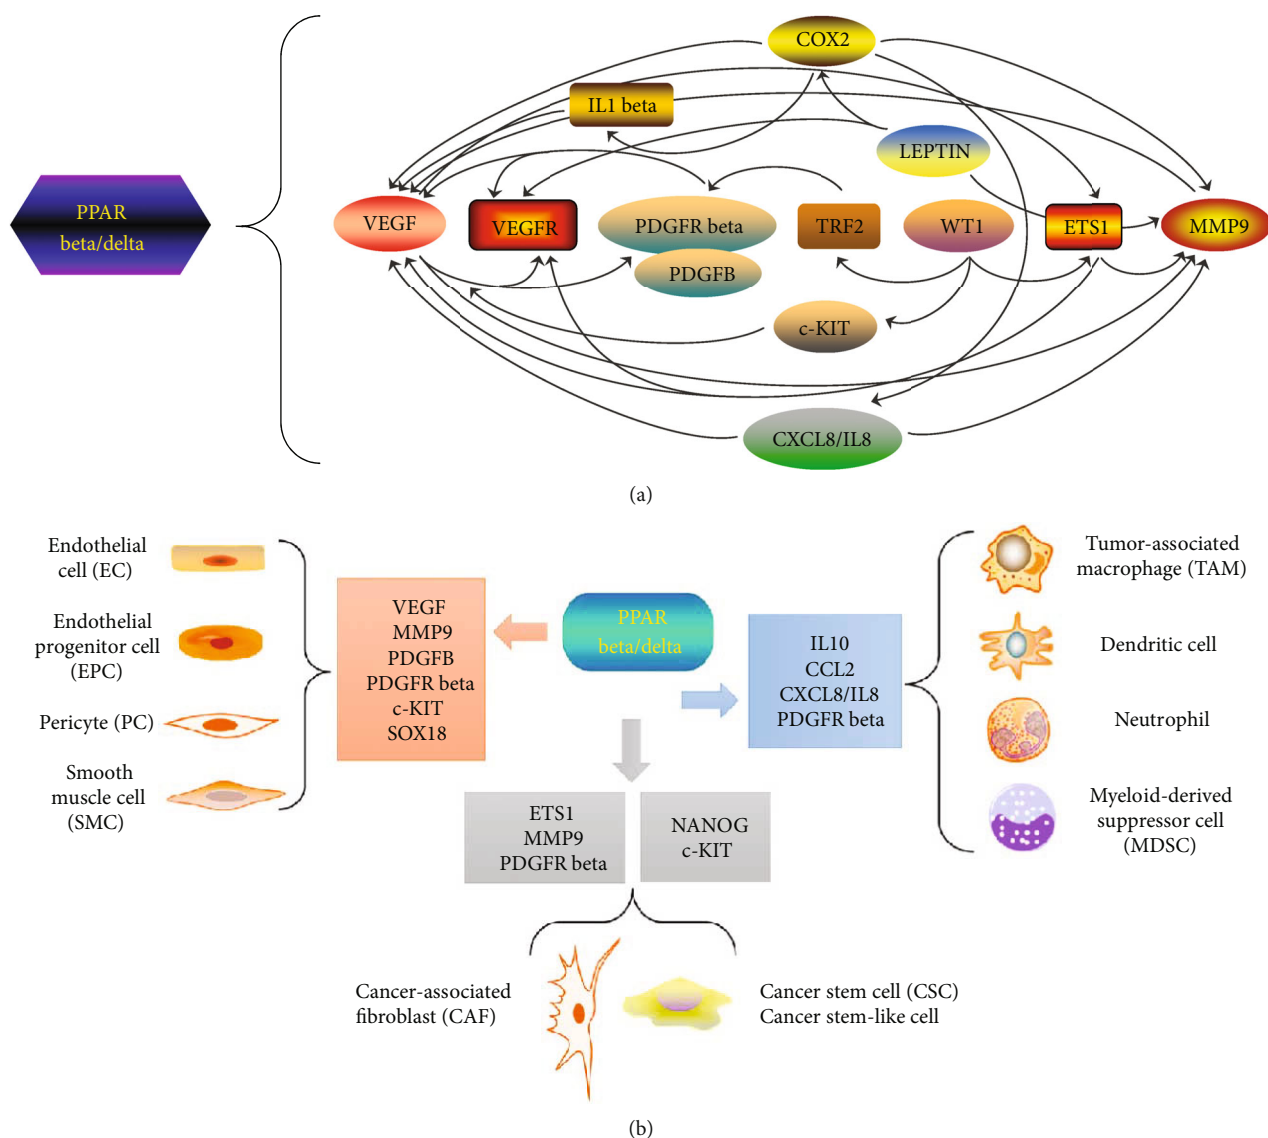 COX2
IL1 beta
LEPTIN
PPAR
beta/delta
VEGF
VEGFR
PDGFR beta
TRF2
WT1
ETS1
MMP9
PDGFB
c-KIT
CXCL8/IL8
(a)
Endothelial
cell (EC)
Endothelial
progenitor cell
(EPC)
Pericyte (PC)
Smooth
muscle cell
(SMC)
VEGF
MMP9
PDGFB
PDGFR beta
c-KIT
SOX18
PPAR
beta/delta
IL10
CCL2
CXCL8/IL8
PDGFR beta
Tumor-associated
macrophage (TAM)
Dendritic cell
Neutrophil
Myeloid-derived
suppressor cell
(MDSC)
ETS1
MMP9
PDGFR beta
NANOG
c-KIT
Cancer-associated
fibroblast (CAF)
Cancer stem cell (CSC)
Cancer stem-like cell
(b)